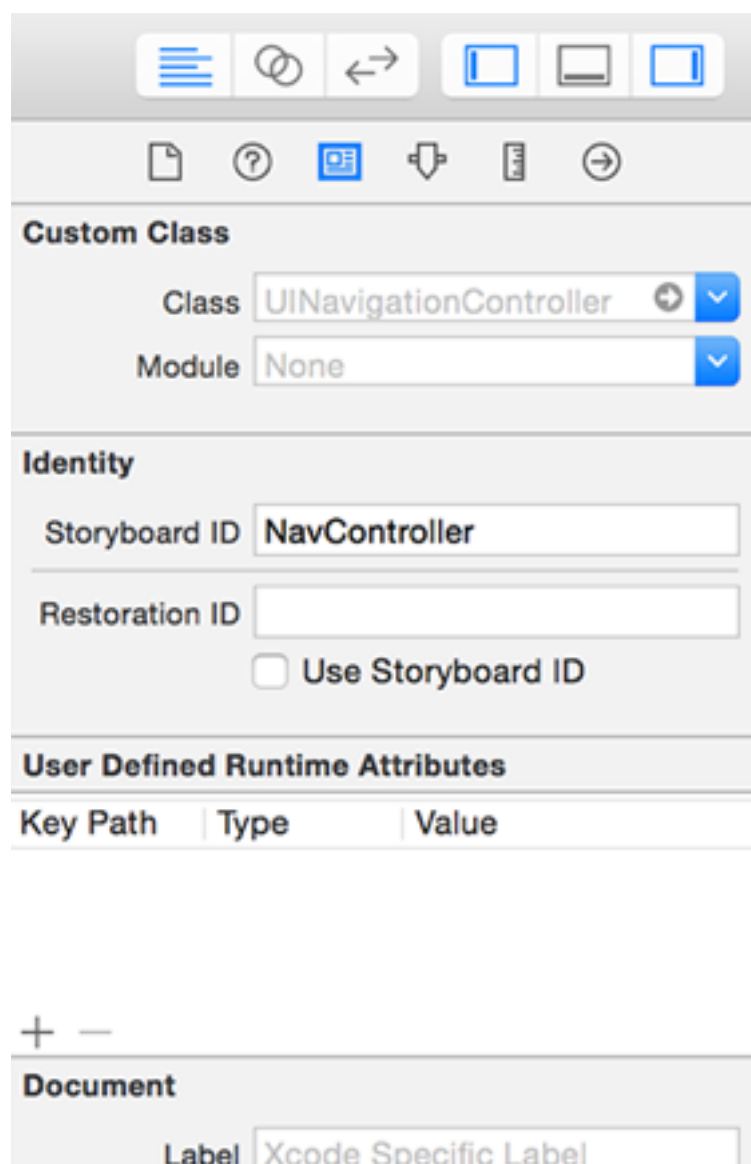 Custom Class
Class UINavigationController
Module None
Identity
Storyboard ID NavController
Restoration ID
Use Storyboard ID
User Defined Runtime Attributes
Key Path Type Value
Document
Label Xcode Specific Label